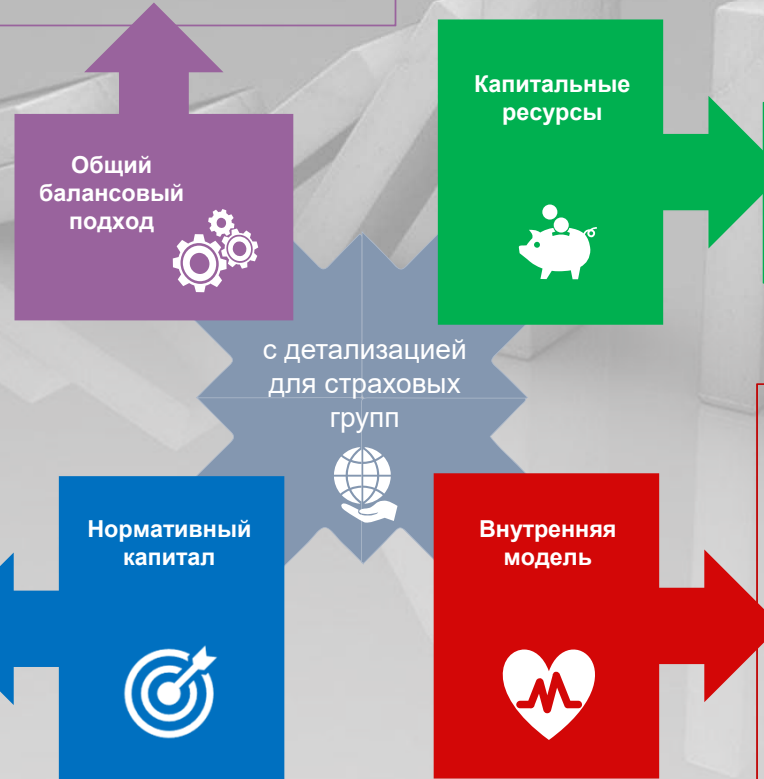 Общий
балансовый
подход
Капитальные
ресурсы
с детализацией
для страховых
групп
Нормативный
капитал
Внутренняя
модель